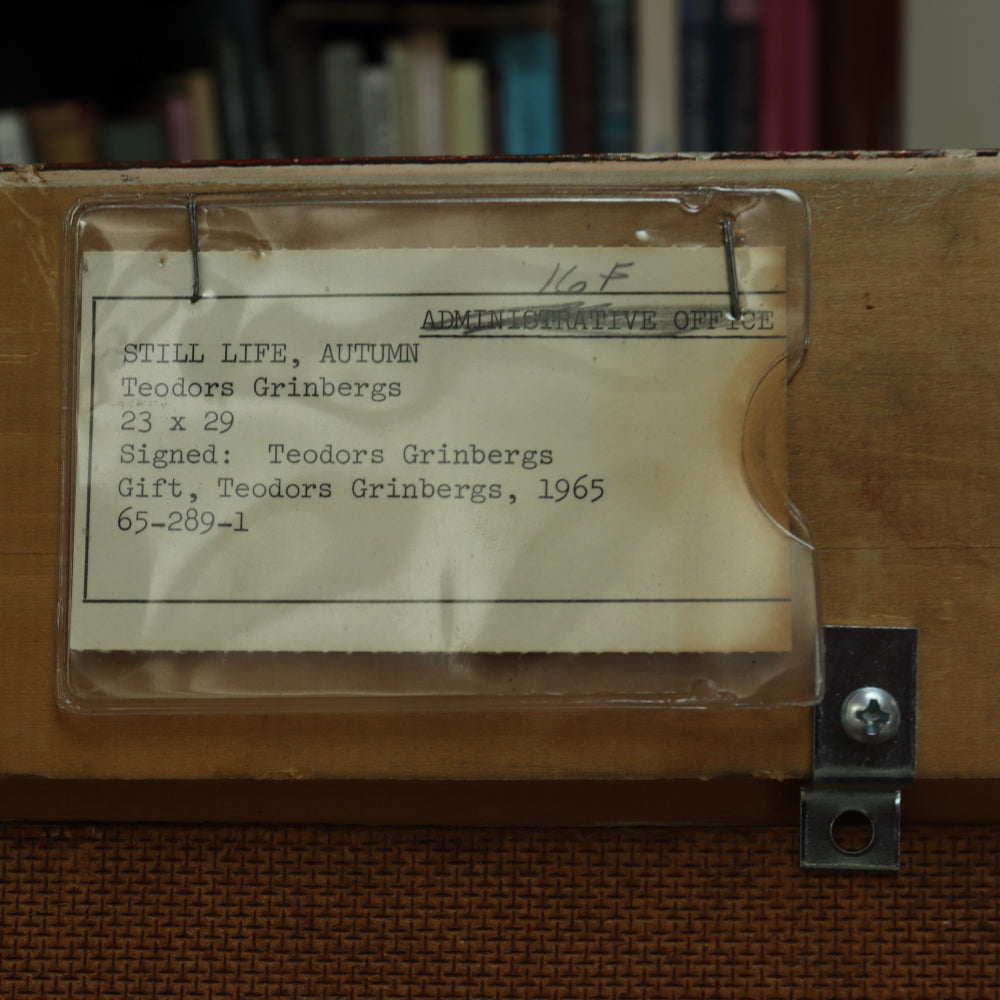 16 F
ADMINISTRATIVE OFFICE
STILL LIFE, AUTUMN
Teodors Grinbergs
23 x 29
Signed:  Teodors Grinbergs
Gift, Teodors Grinbergs, 1965
65-289-1